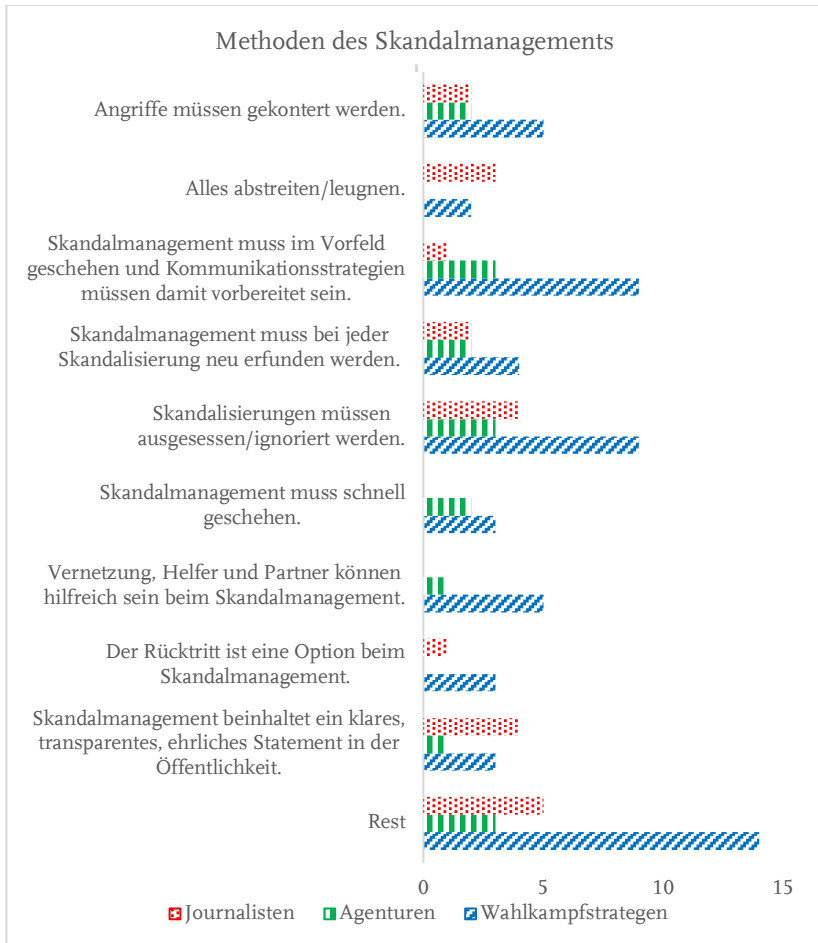 Methoden des Skandalmanagements
Angriffe müssen gekontert werden.
Alles abstreiten/leugnen.
Skandalmanagement muss im Vorfeld
geschehen und Kommunikationsstrategien
müssen damit vorbereitet sein.
Skandalmanagement muss bei jeder
Skandalisierung neu erfunden werden.
Skandalisierungen müssen
ausgesessen/ignoriert werden.
Skandalmanagement muss schnell
geschehen.
Vernetzung, Helfer und Partner können
hilfreich sein beim Skandalmanagement.
Der Rücktritt ist eine Option beim
Skandalmanagement.
Skandalmanagement beinhaltet ein klares,
transparentes, ehrliches Statement in der
Öffentlichkeit.
Rest
0 5 10 15
Journalisten Agenturen Wahlkampfstrategen